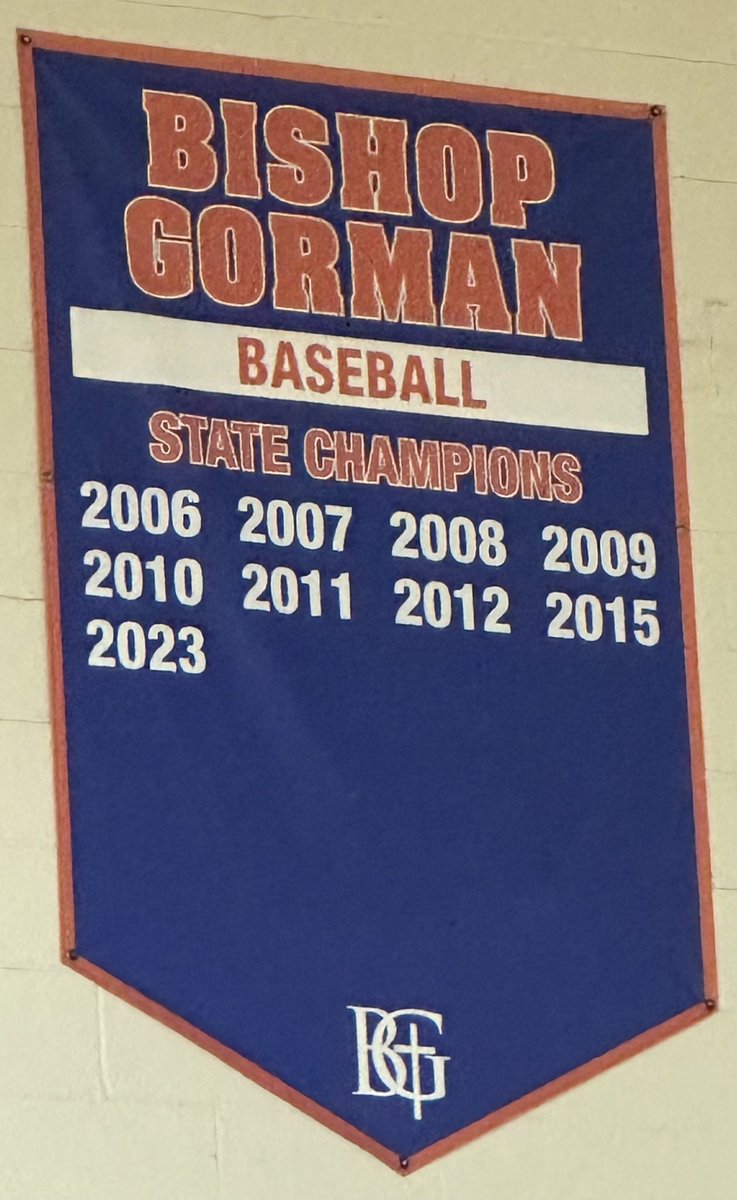 BISHOP
GORMAN
BASEBALL
STATE CHAMPIONS
2006 2007 2008 2009
2010 2011 2012 2015
2023
BG